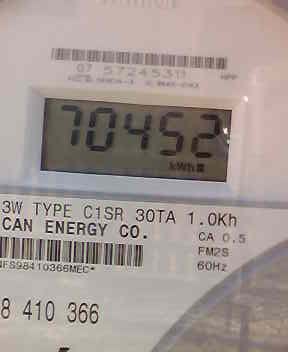 07 57245311
70452
kWh
3W TYPE C1SR 30TA 1.0Kh
CAN ENERGY CO.
CA 0.5
FM2S
60Hz
NFS98410366MEC*
8 410 366